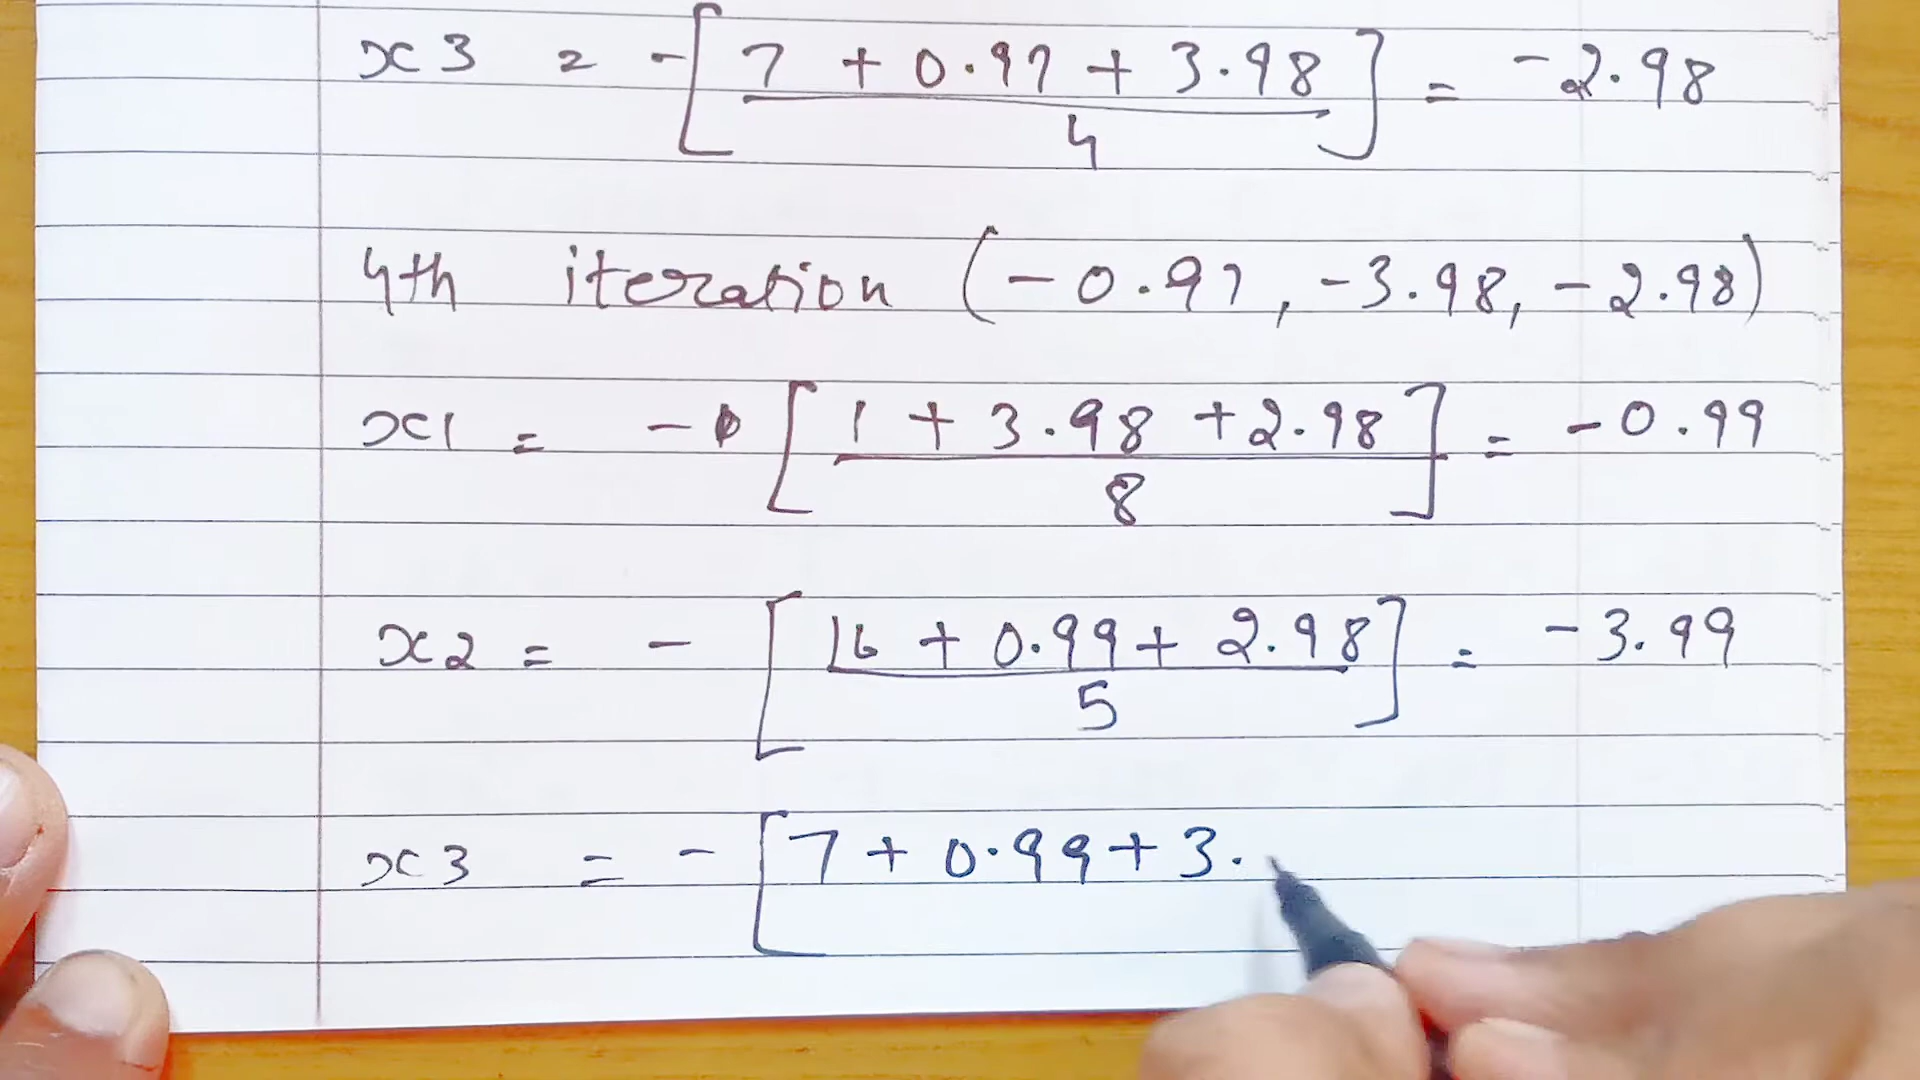 x3 = -[7 + 0.97 + 3.98 / 4] = -2.98
4th iteration (-0.97, -3.98, -2.98)
x1 = - [1 + 3.98 + 2.98 / 8] = -0.99
x2 = - [16 + 0.99 + 2.98 / 5] = -3.99
x3 = - [7 + 0.99 + 3.